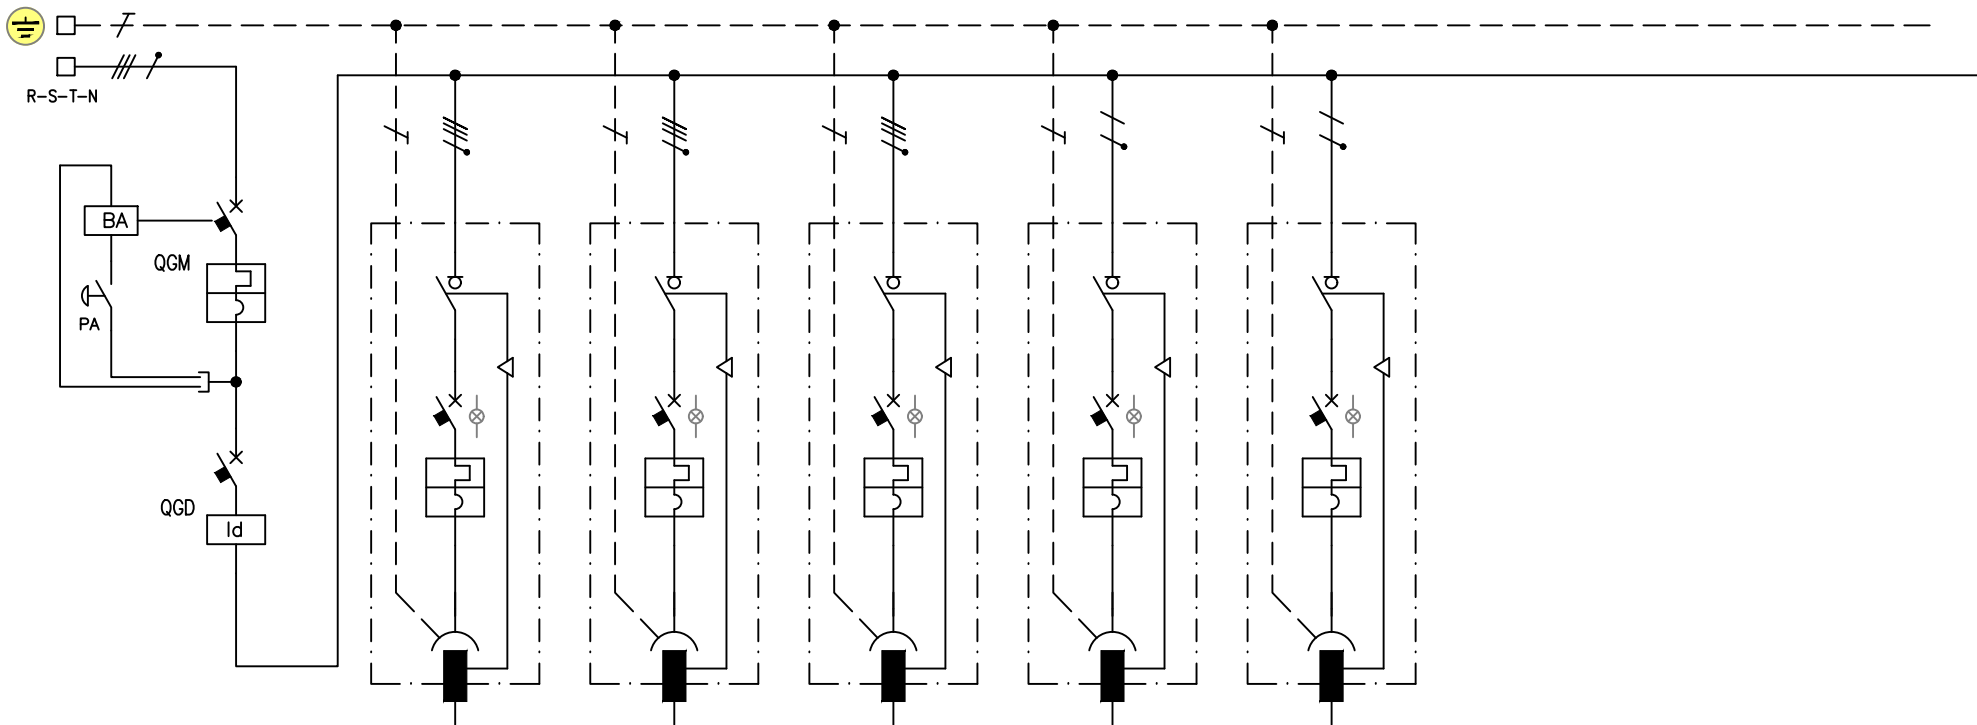 R-S-T-N
BA
QGM
PA
QGD
Id